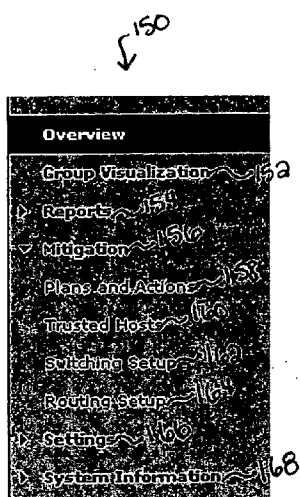 150
Overview
Group Visualization 152
Reports 154
Mitigation 156
Plans and Actions 158
Trusted Hosts 160
Switching Setup 162
Routing Setup 164
Settings 166
System Information 168